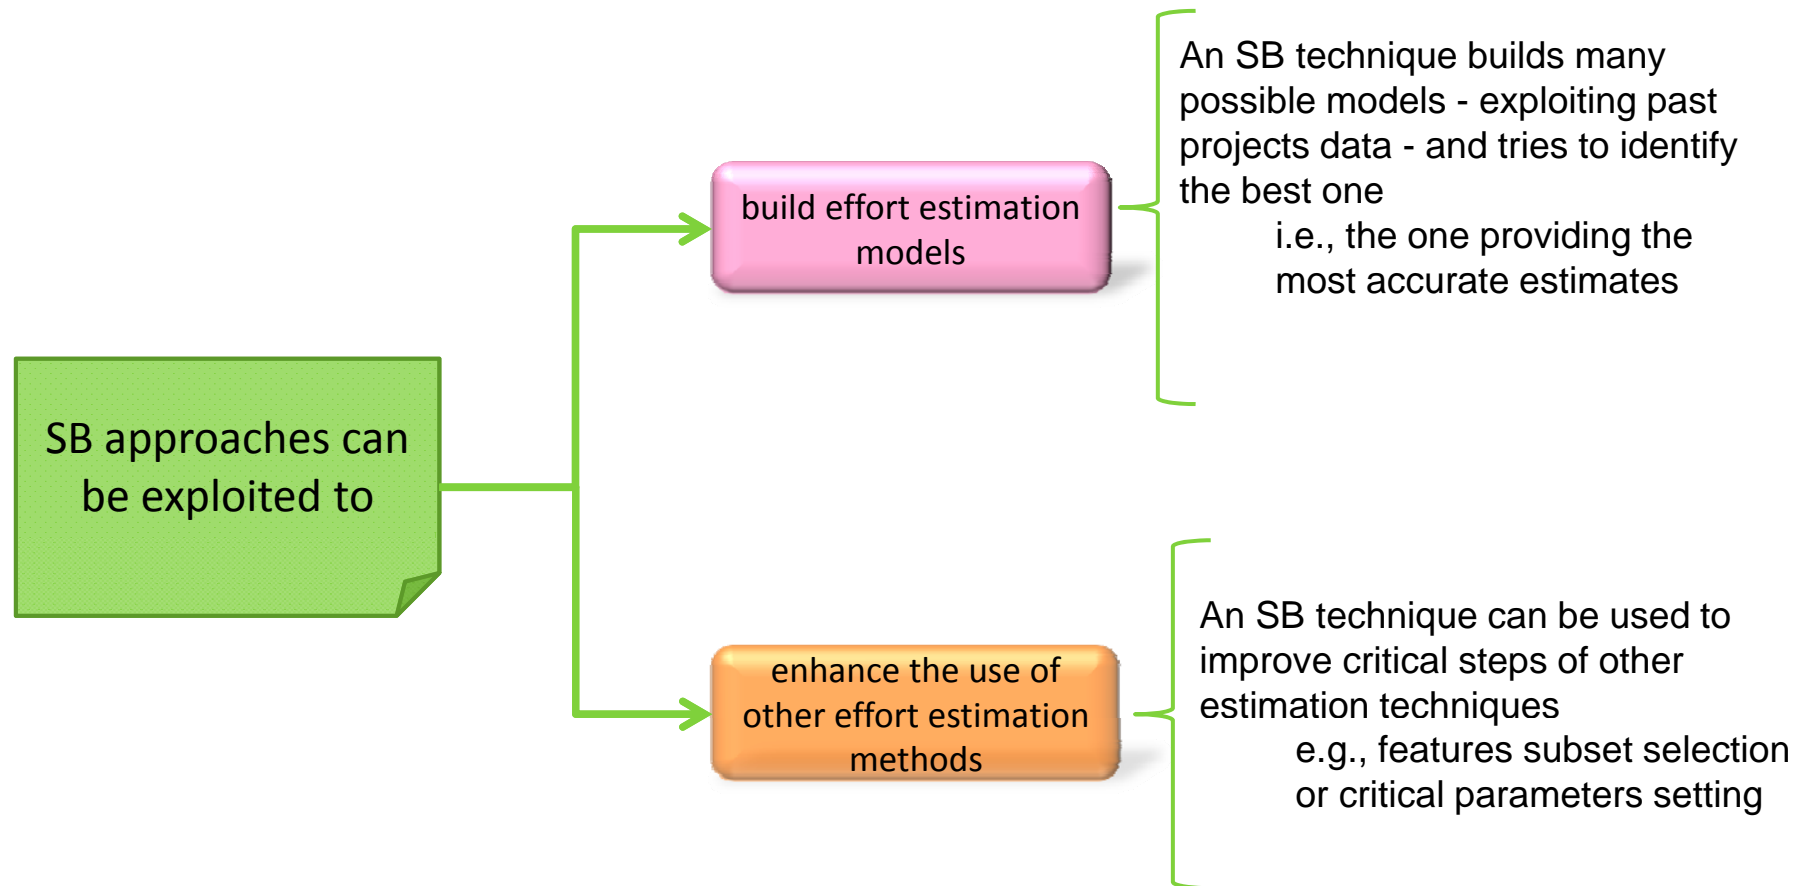 SB approaches can
be exploited to
build effort estimation
models
An SB technique builds many
possible models - exploiting past
projects data - and tries to identify
the best one
i.e., the one providing the
most accurate estimates
enhance the use of
other effort estimation
methods
An SB technique can be used to
improve critical steps of other
estimation techniques
e.g., features subset selection
or critical parameters setting